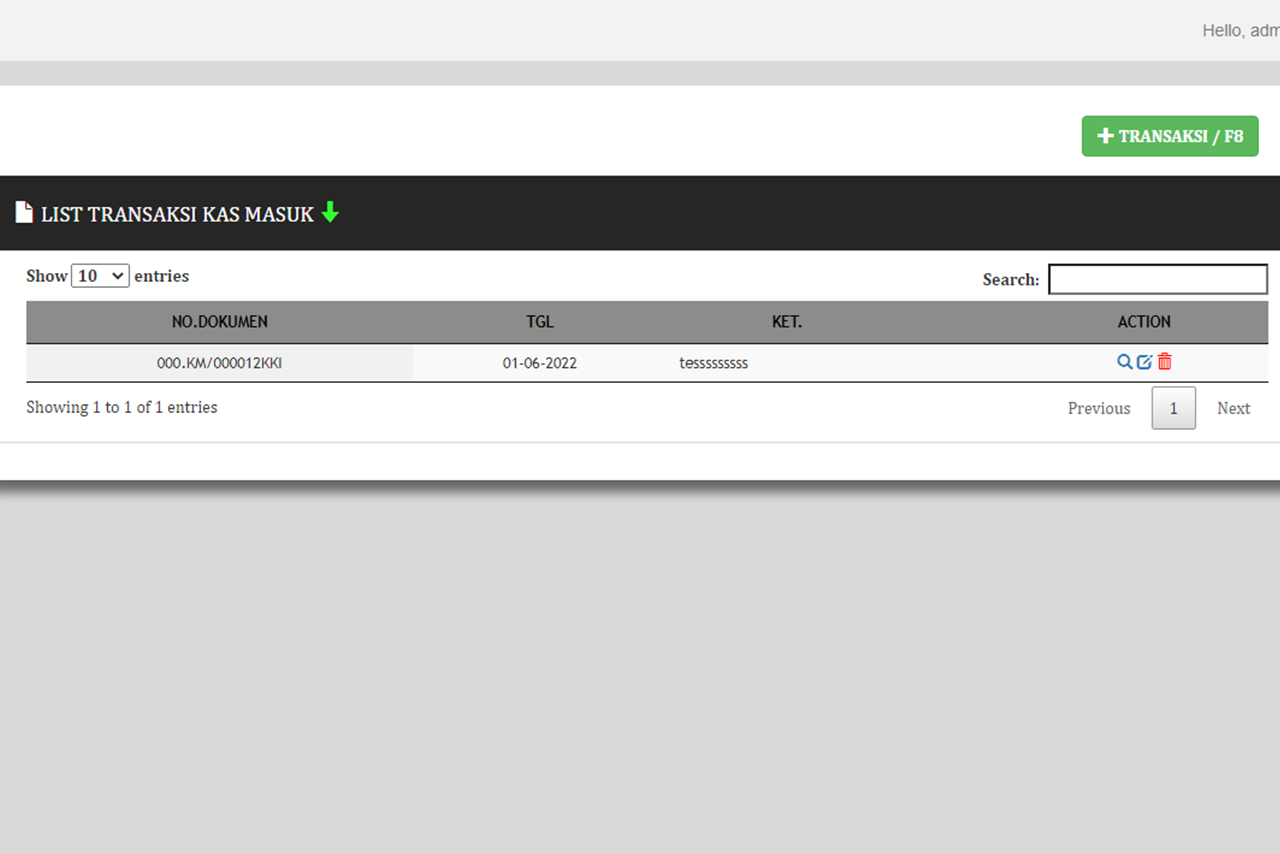 Hello, adm
TRANSAKSI / F8
LIST TRANSAKSI KAS MASUK
Show 10 entries
Search:
NO.DOKUMEN TGL KET. ACTION
000.KM/000012KKI 01-06-2022 tesssssssss
Showing 1 to 1 of 1 entries
Previous 1 Next